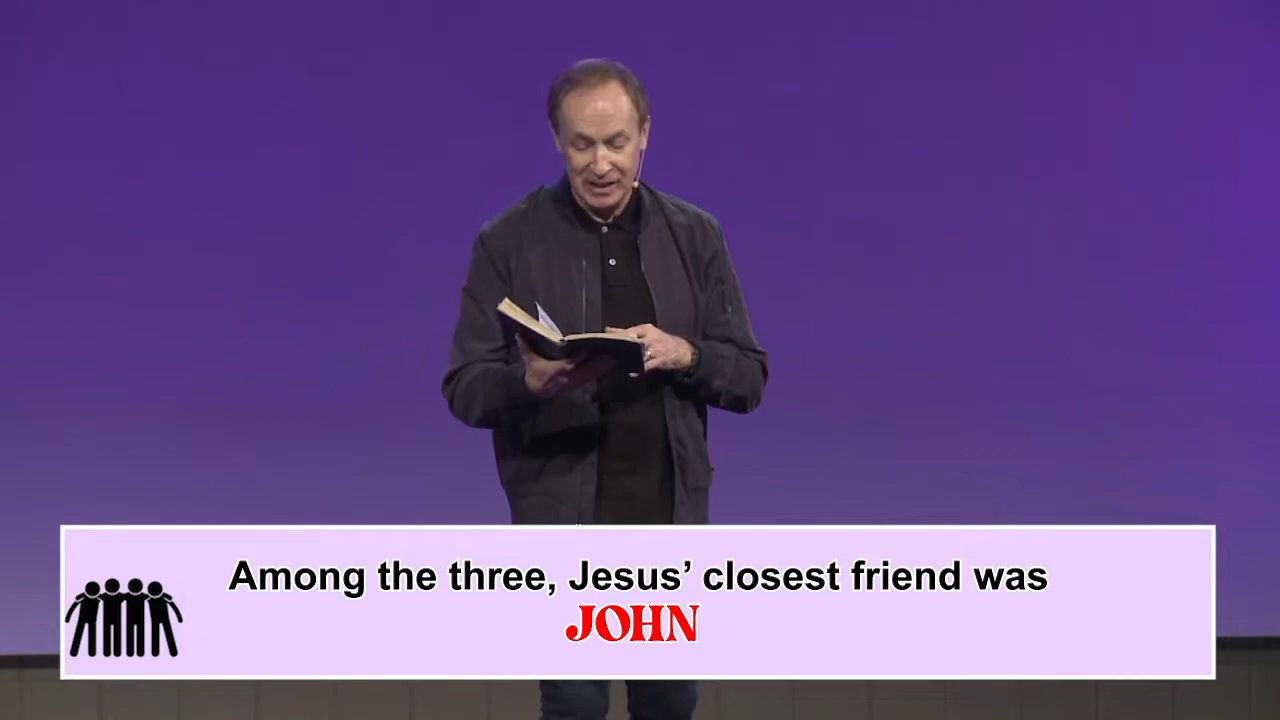 Among the three, Jesus’ closest friend was
JOHN